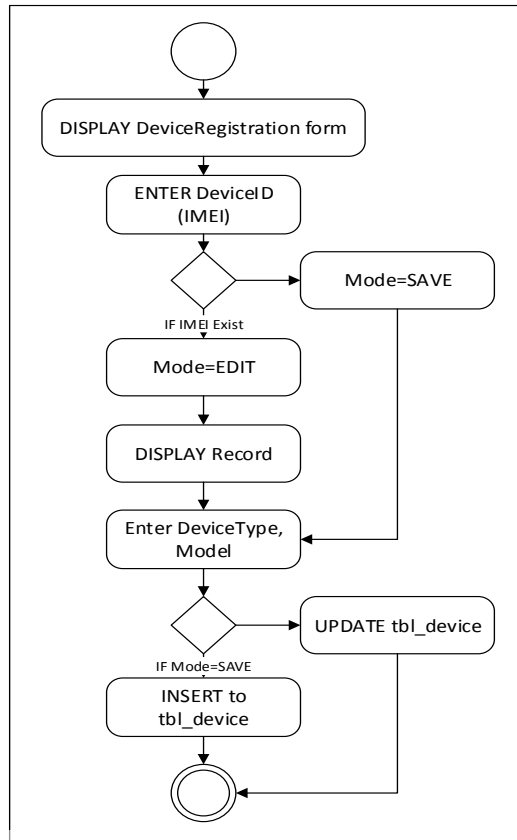 DISPLAY DeviceRegistration form
ENTER DeviceID
(IMEI)
Mode=SAVE
IF IMEI Exist
Mode=EDIT
DISPLAY Record
Enter DeviceType,
Model
UPDATE tbl_device
IF Mode=SAVE
INSERT to
tbl_device